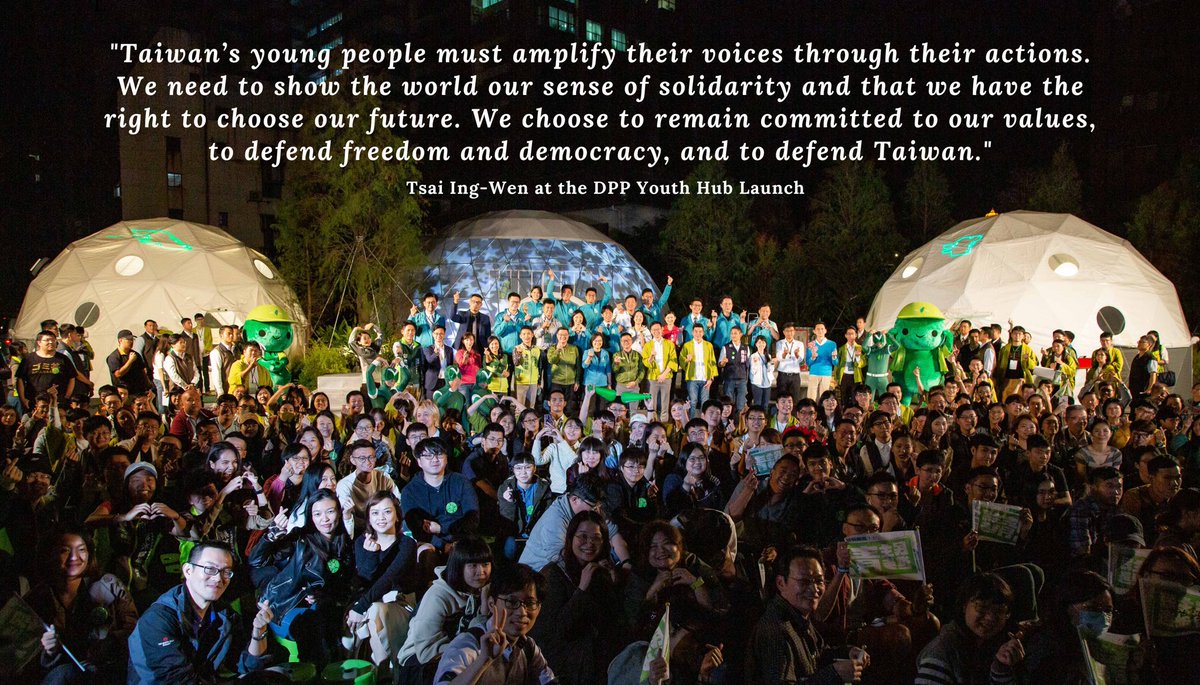 "Taiwan’s young people must amplify their voices through their actions.
We need to show the world our sense of solidarity and that we have the
right to choose our future. We choose to remain committed to our values,
to defend freedom and democracy, and to defend Taiwan."
Tsai Ing-Wen at the DPP Youth Hub Launch